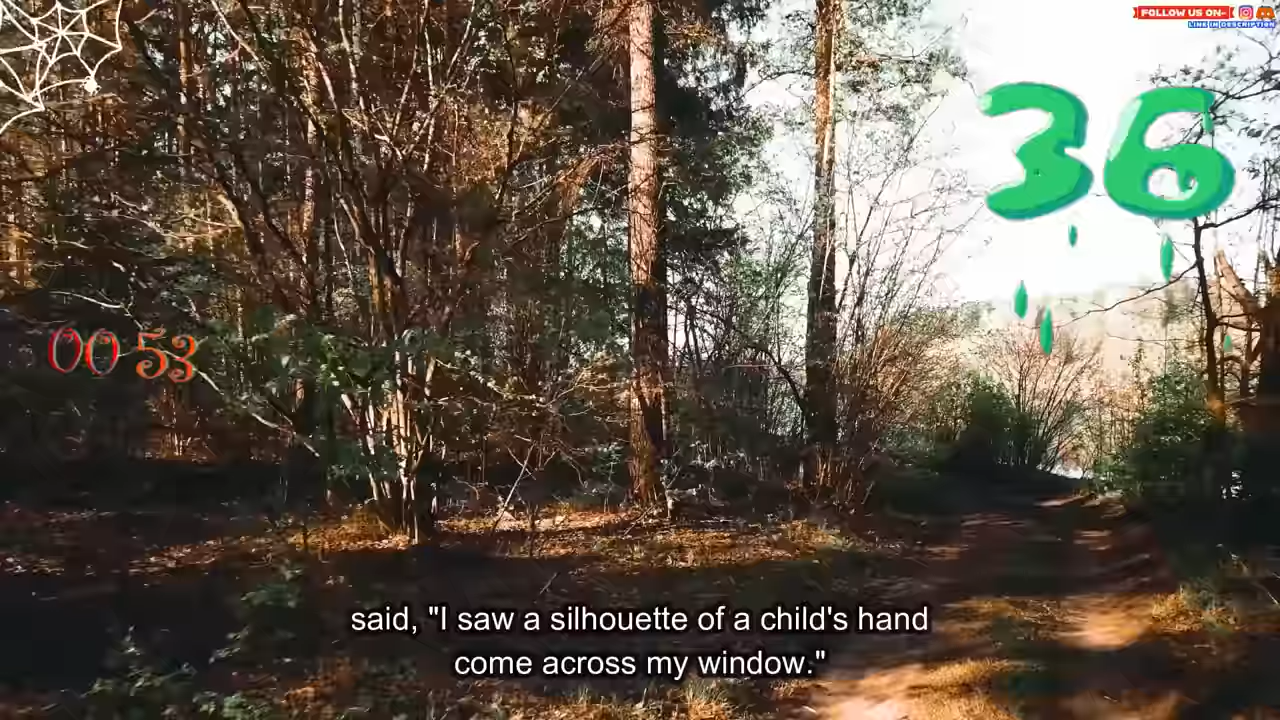 FOLLOW US ON-
LINK IN DESCRIPTION
36
00:53
said, "I saw a silhouette of a child's hand
come across my window."